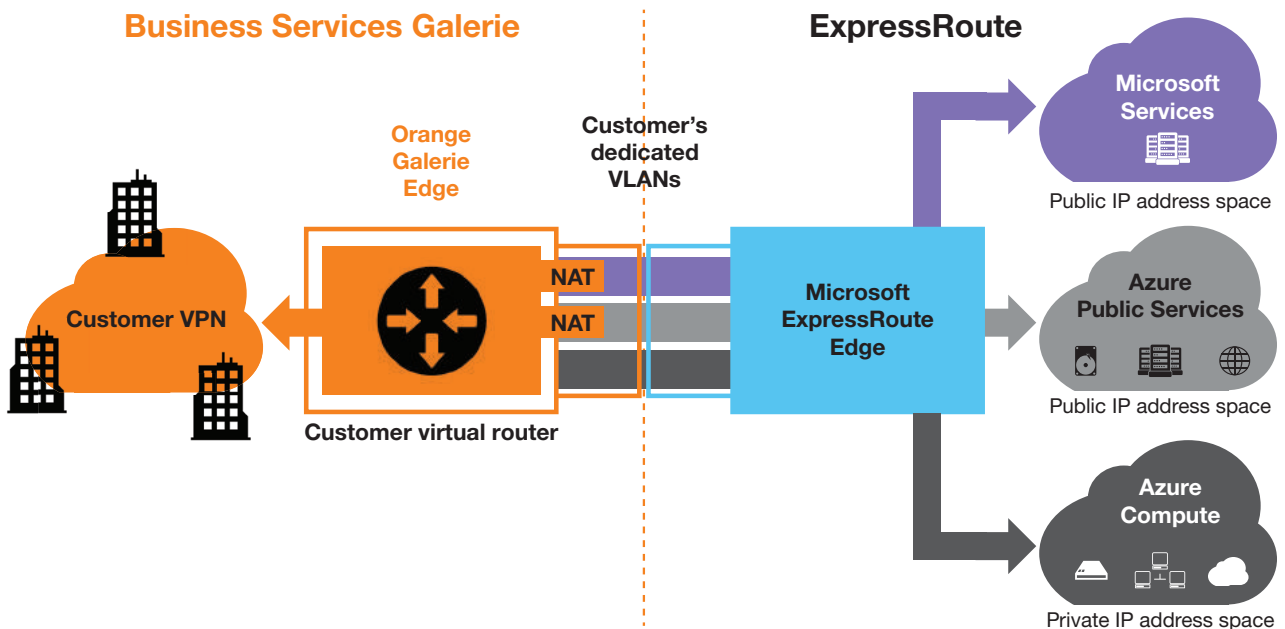 Business Services Galerie
ExpressRoute
Orange
Galerie
Edge
Customer's
dedicated
VLANs
Customer VPN
NAT
NAT
Customer virtual router
Microsoft
ExpressRoute
Edge
Microsoft
Services
Public IP address space
Azure
Public Services
Public IP address space
Azure
Compute
Private IP address space